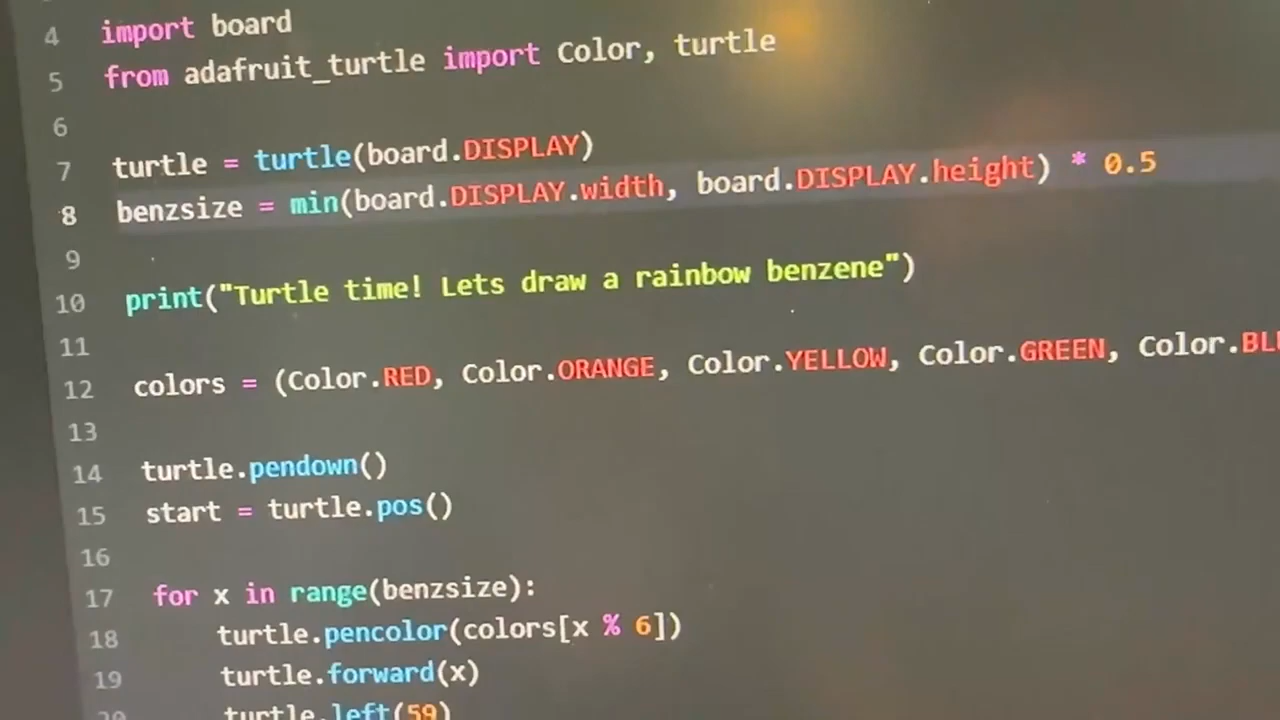 4 import board
5 from adafruit_turtle import Color, turtle
6
7 turtle = turtle(board.DISPLAY)
8 benzsize = min(board.DISPLAY.width, board.DISPLAY.height) * 0.5
9
10 print("Turtle time! Lets draw a rainbow benzene")
11
12 colors = (Color.RED, Color.ORANGE, Color.YELLOW, Color.GREEN, Color.BL
13
14 turtle.pendown()
15 start = turtle.pos()
16
17 for x in range(benzsize):
18 turtle.pencolor(colors[x % 6])
19 turtle.forward(x)
20 turtle.left(59)